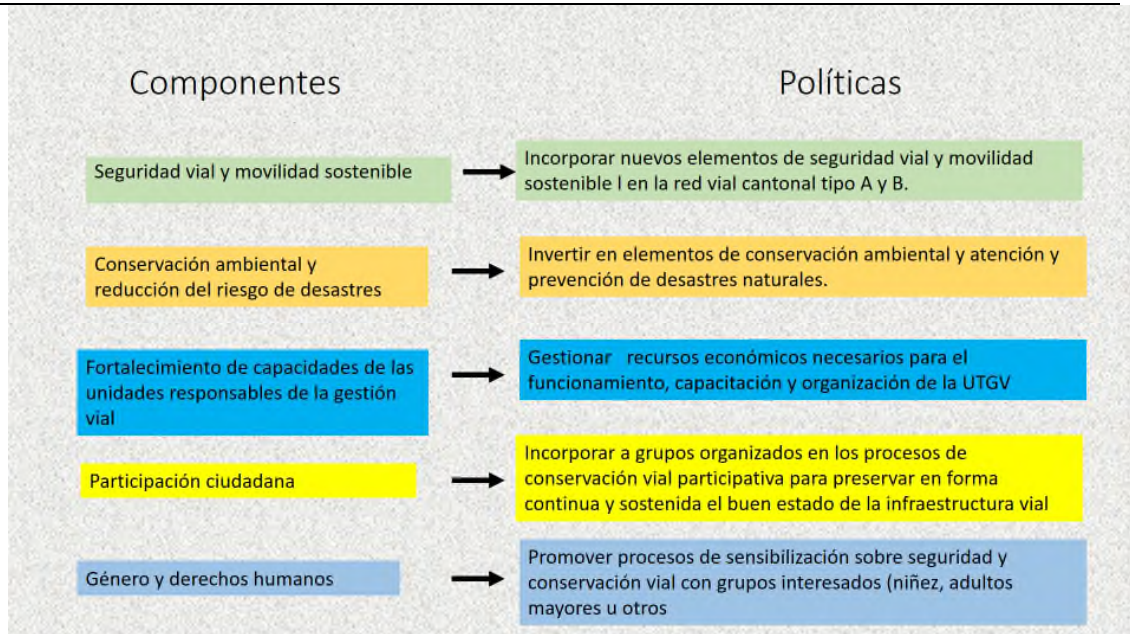 Componentes
Políticas
Seguridad vial y movilidad sostenible
Incorporar nuevos elementos de seguridad vial y movilidad
sostenible l en la red vial cantonal tipo A y B.
Conservación ambiental y
reducción del riesgo de desastres
Invertir en elementos de conservación ambiental y atención y
prevención de desastres naturales.
Fortalecimiento de capacidades de las
unidades responsables de la gestión
vial
Gestionar recursos económicos necesarios para el
funcionamiento, capacitación y organización de la UTGV
Participación ciudadana
Incorporar a grupos organizados en los procesos de
conservación vial participativa para preservar en forma
continua y sostenida el buen estado de la infraestructura vial
Género y derechos humanos
Promover procesos de sensibilización sobre seguridad y
conservación vial con grupos interesados (niñez, adultos
mayores u otros